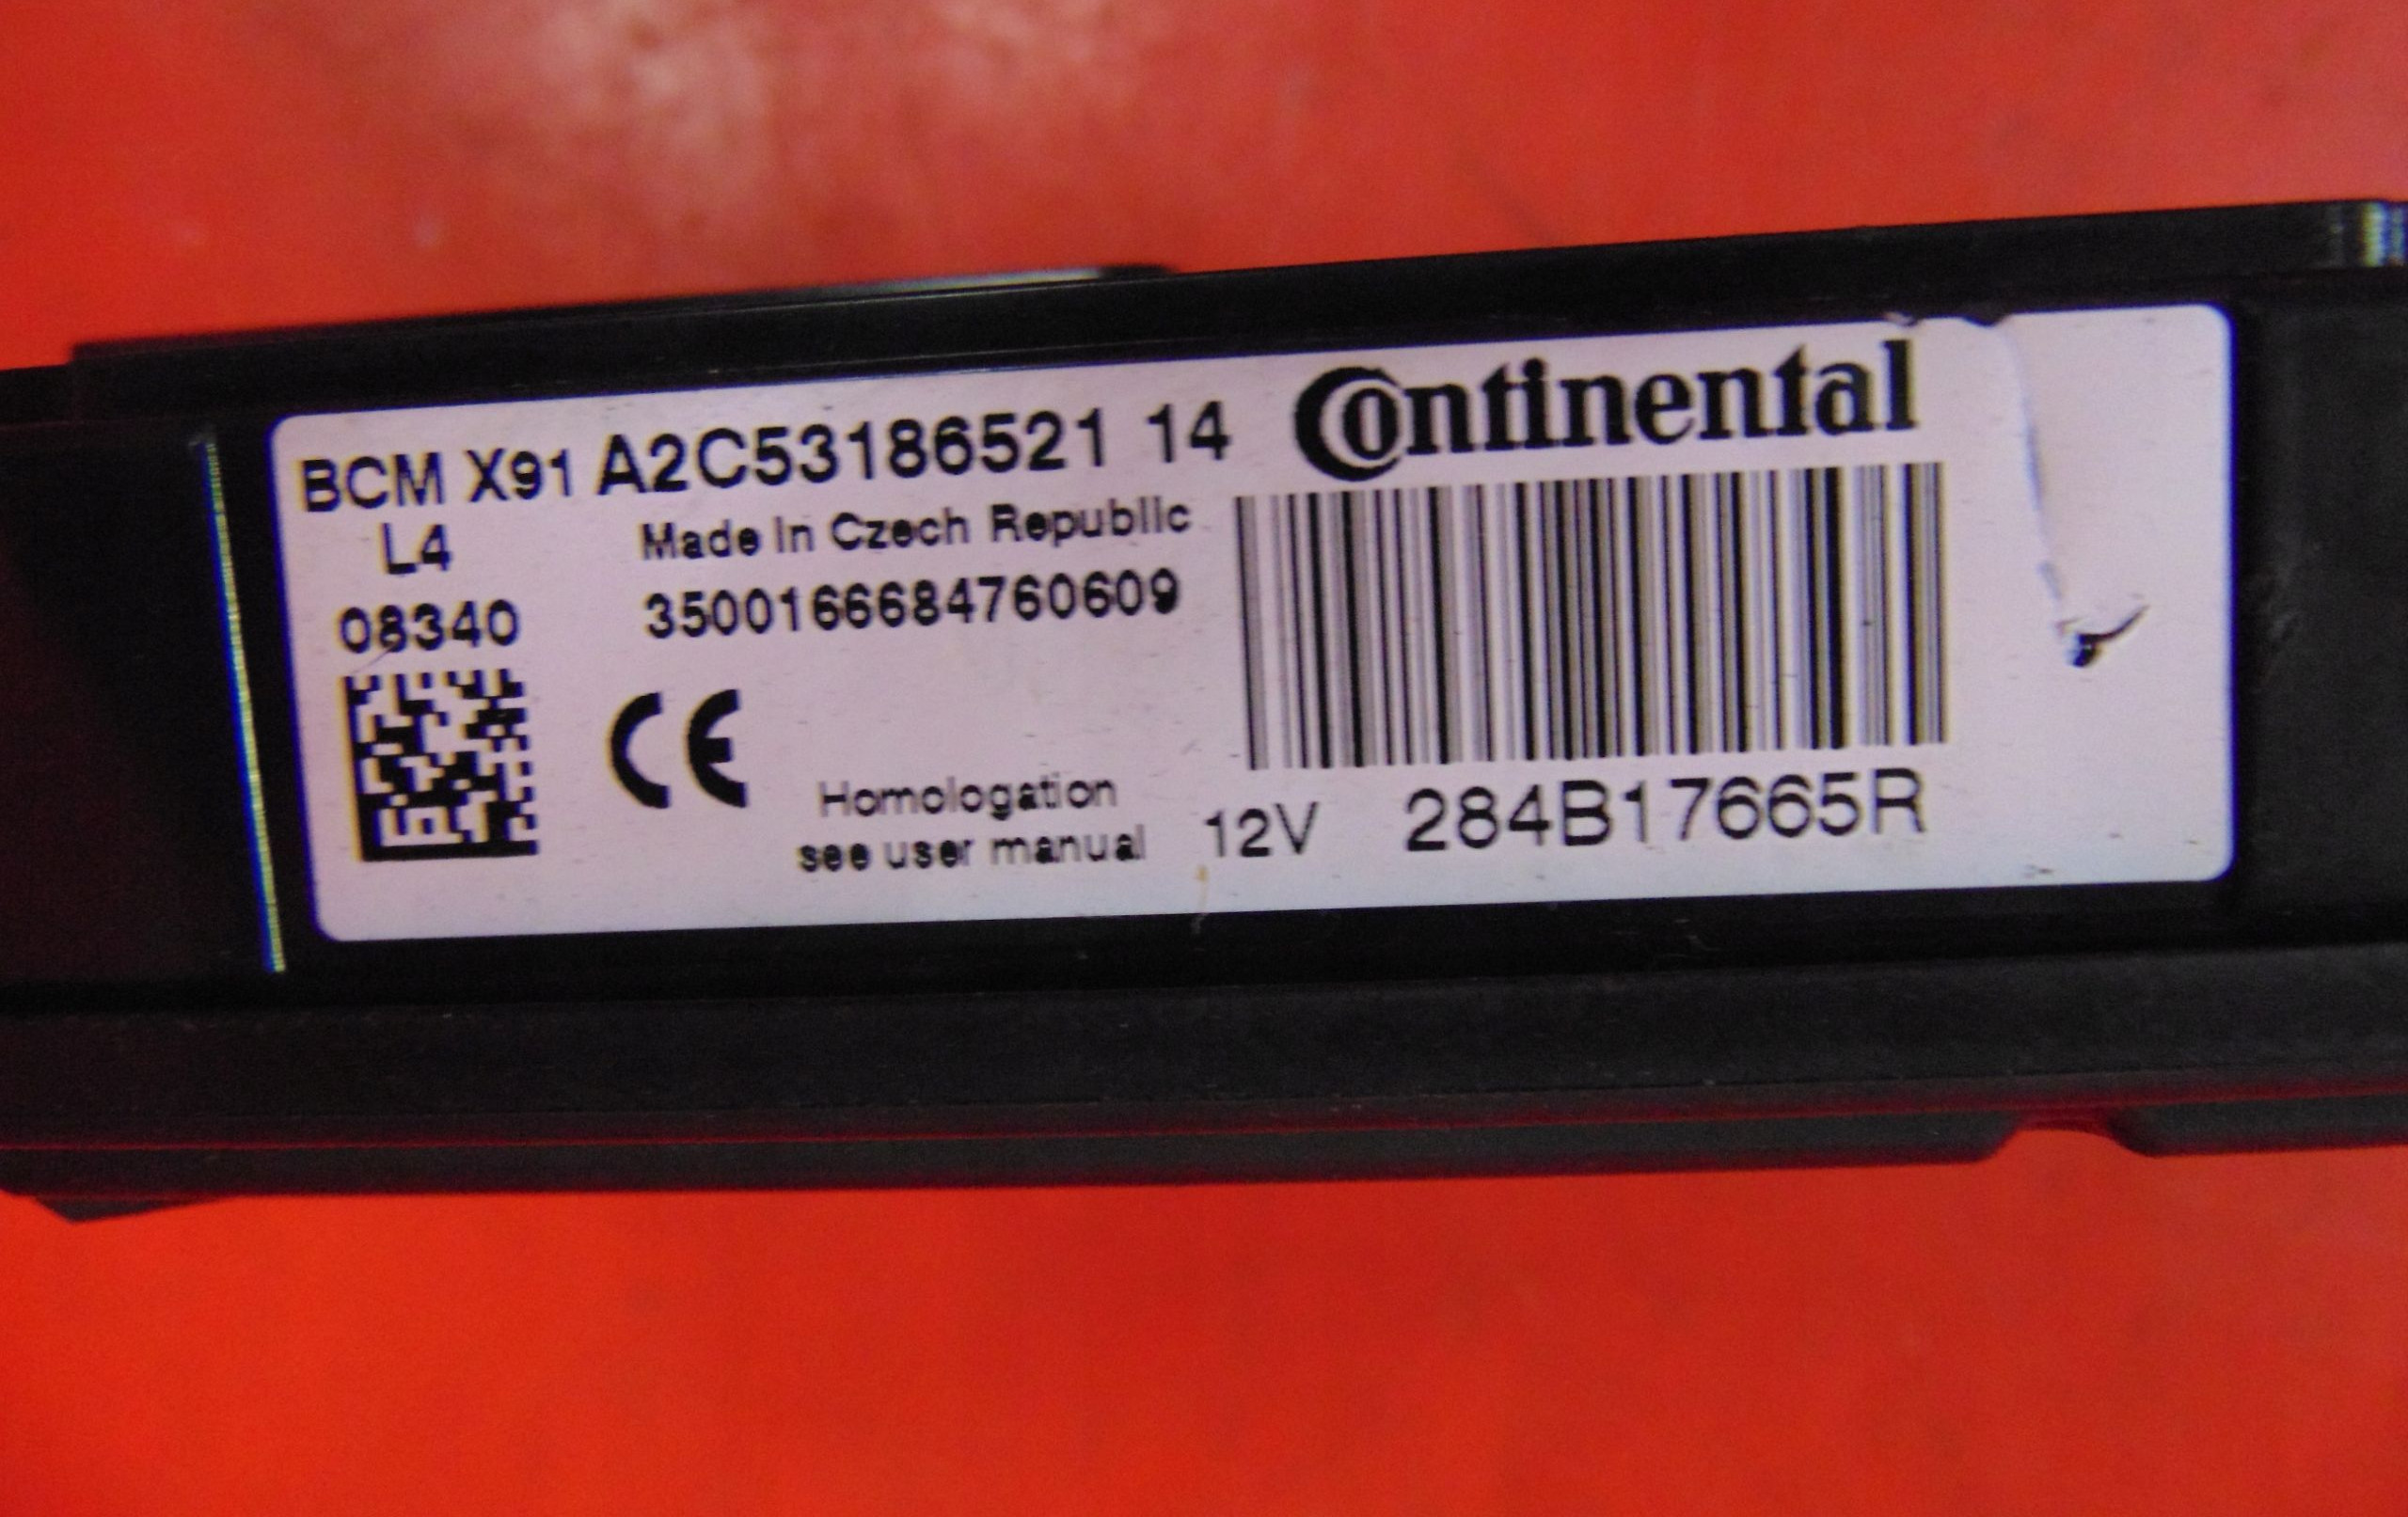 BCM X91 A2C53186521 14 Continental
L4 Made in Czech Republic
08340 3500166684760609
CE
Homologation
see user manual
12V 284B17665R